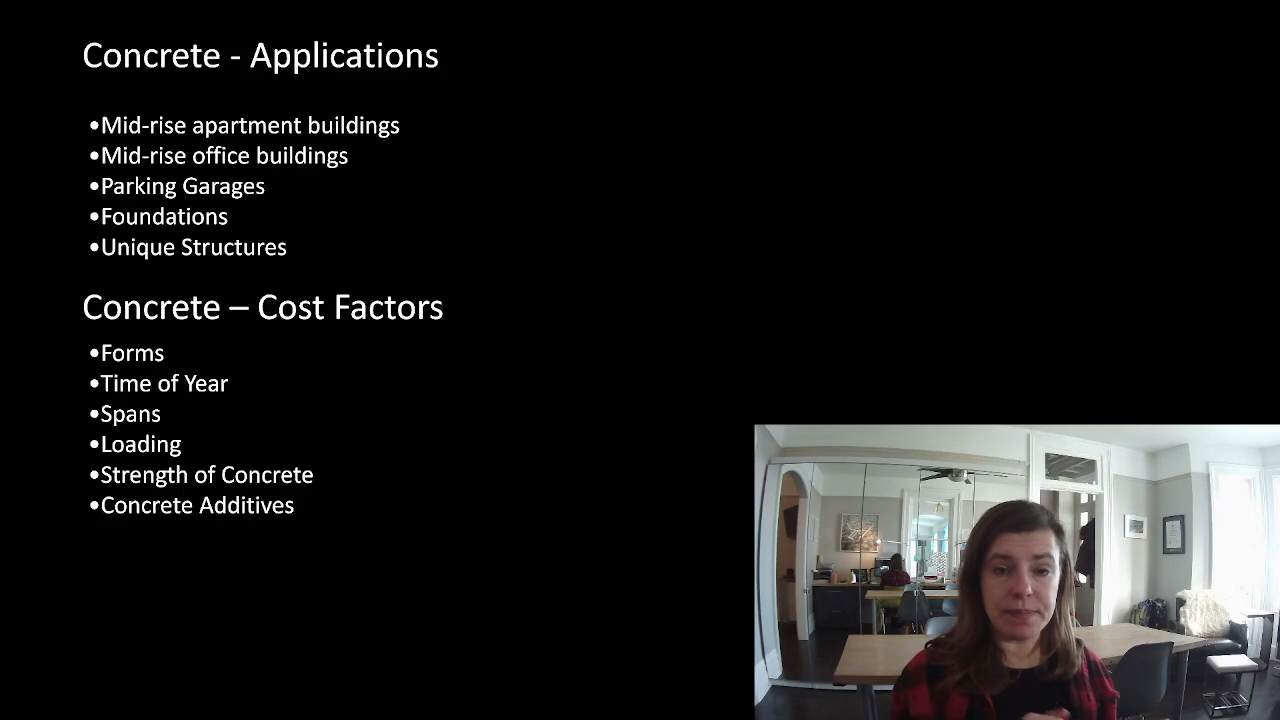 Concrete - Applications
•Mid-rise apartment buildings
•Mid-rise office buildings
•Parking Garages
•Foundations
•Unique Structures
Concrete – Cost Factors
•Forms
•Time of Year
•Spans
•Loading
•Strength of Concrete
•Concrete Additives